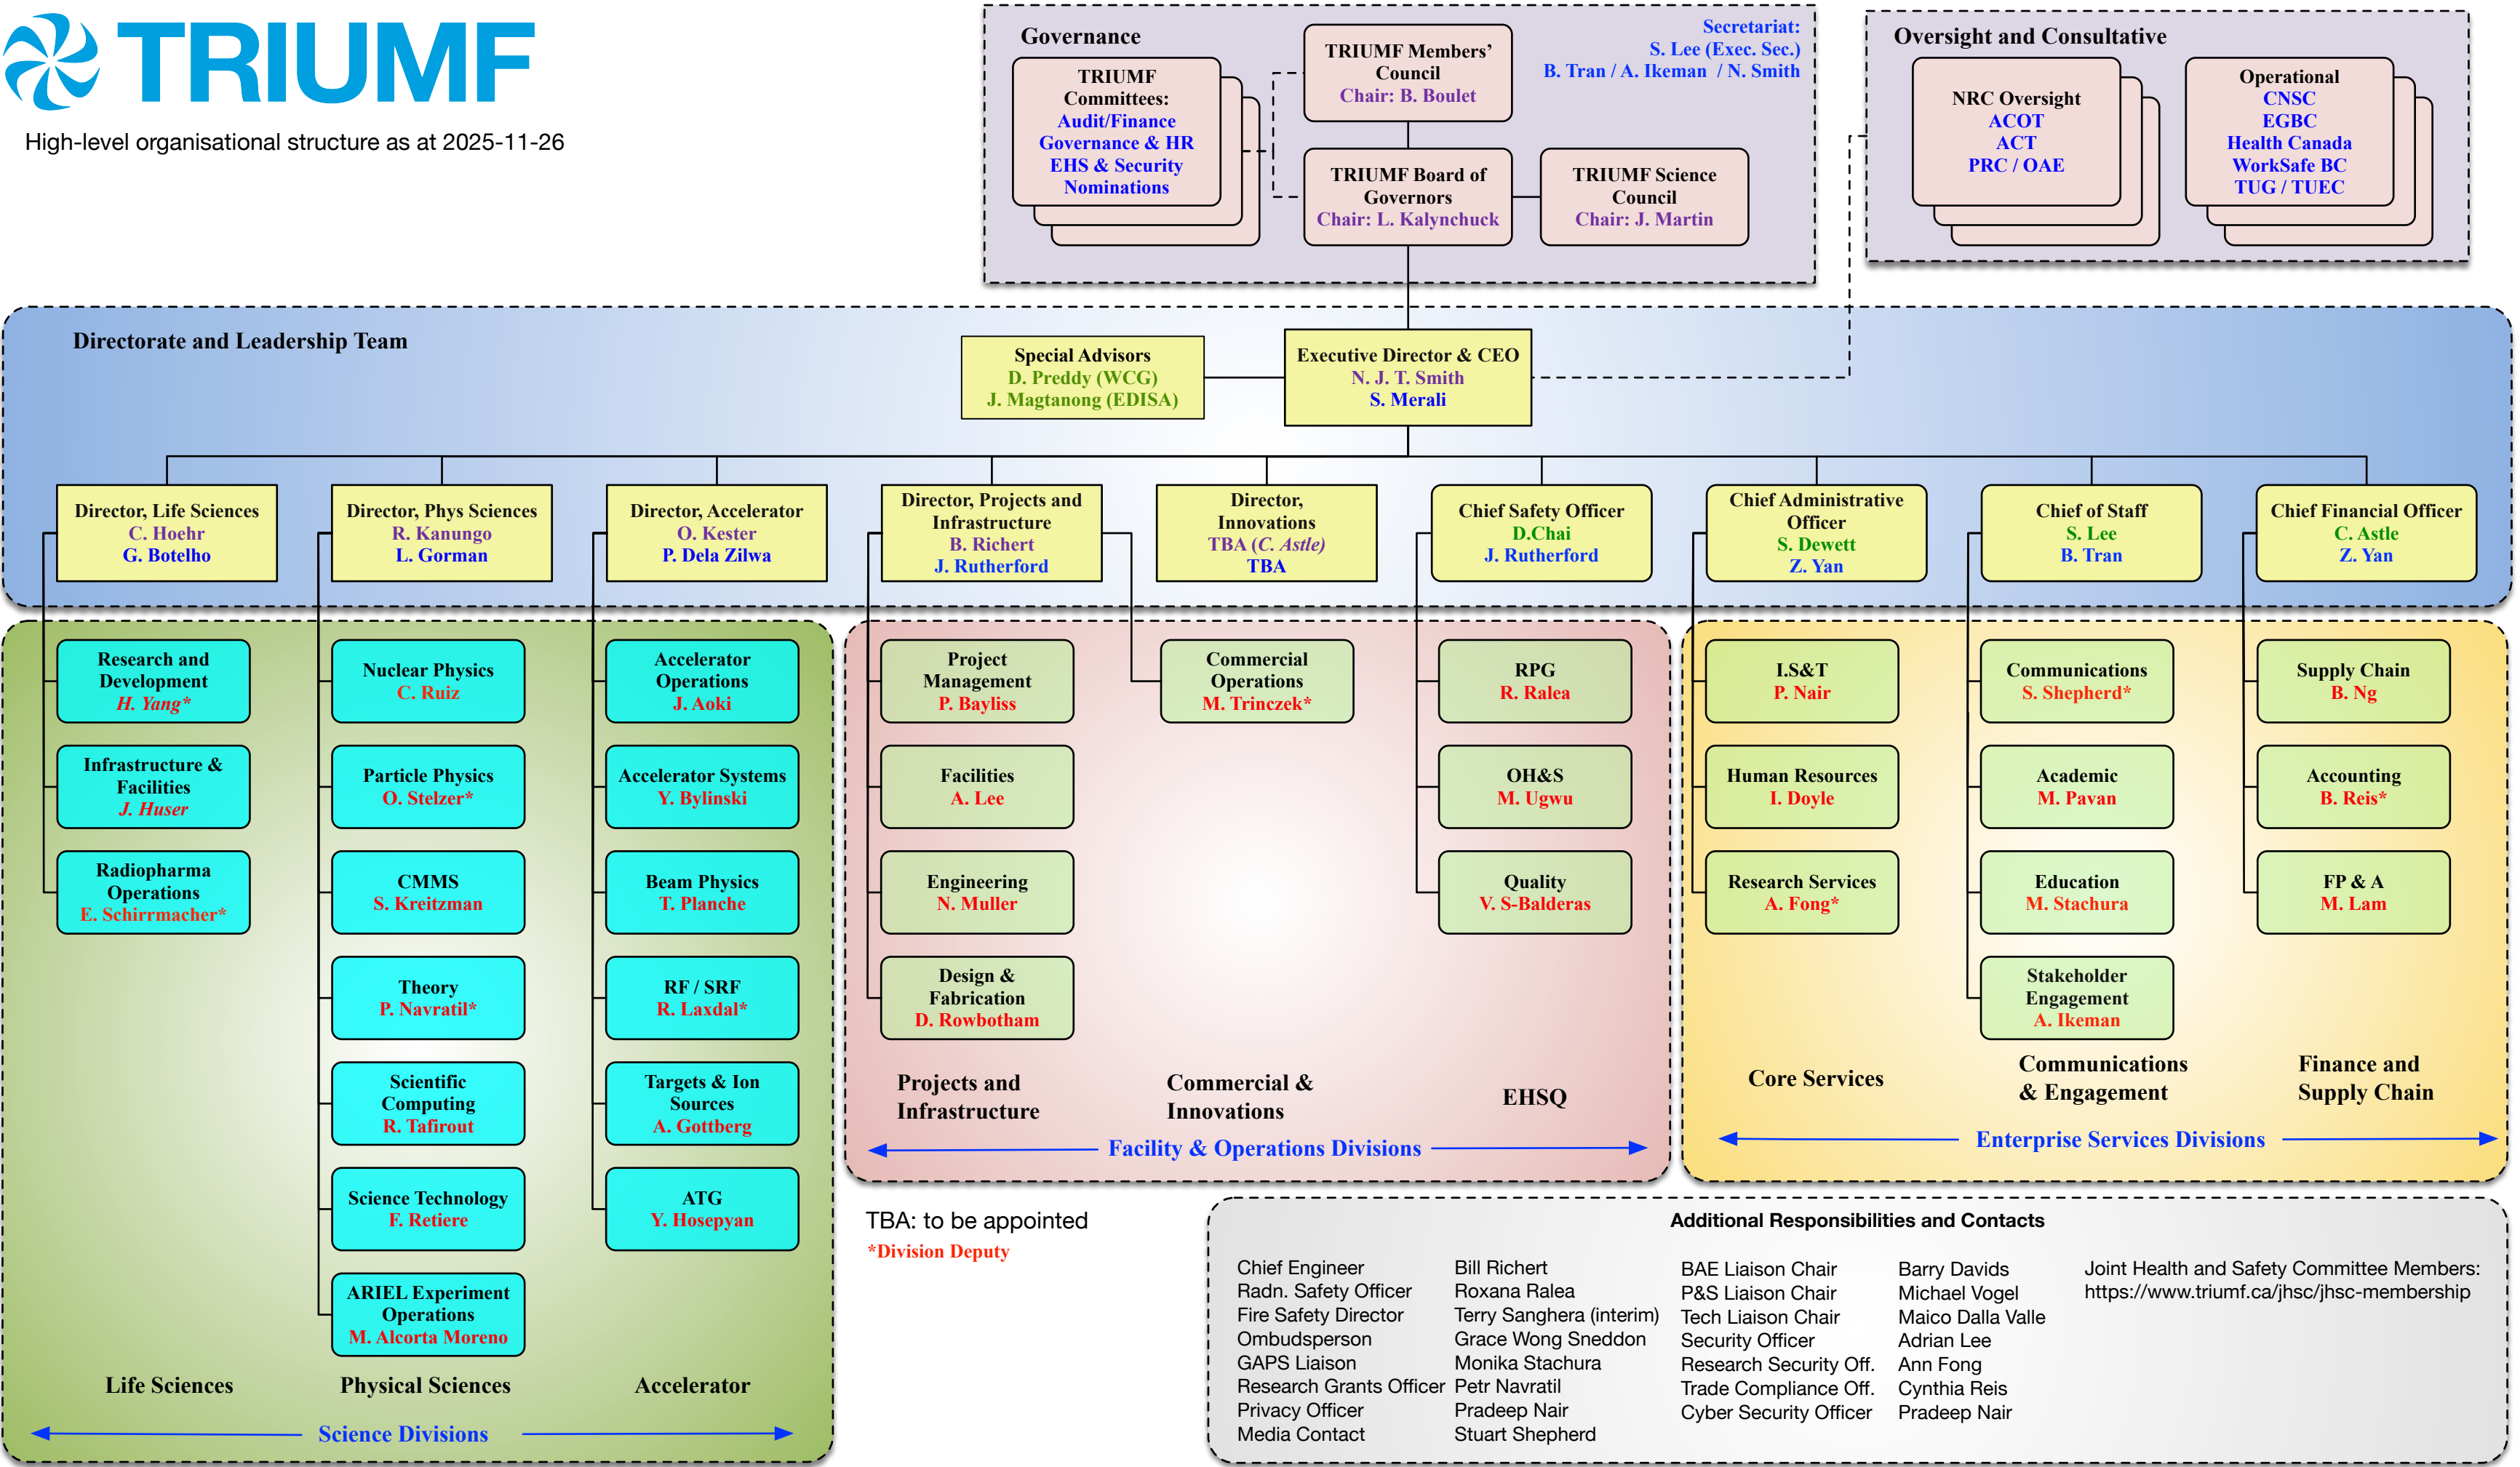 TRIUMF
High-level organisational structure as at 2025-11-26
Governance
TRIUMF
Committees:
Audit/Finance
Governance & HR
EHS & Security
Nominations
TRIUMF Members’
Council
Chair: B. Boulet
Secretariat:
S. Lee (Exec. Sec.)
B. Tran / A. Ikeman / N. Smith
TRIUMF Board of
Governors
Chair: L. Kalynchuck
TRIUMF Science
Council
Chair: J. Martin
Oversight and Consultative
NRC Oversight
ACOT
ACT
PRC / OAE
Operational
CNSC
EGBC
Health Canada
WorkSafe BC
TUG / TUEC
Directorate and Leadership Team
Special Advisors
D. Preddy (WCG)
J. Magtanong (EDISA)
Executive Director & CEO
N. J. T. Smith
S. Merali
Director, Life Sciences
C. Hoehr
G. Botelho
Director, Phys Sciences
R. Kanungo
L. Gorman
Director, Accelerator
O. Kester
P. Dela Zilwa
Director, Projects and
Infrastructure
B. Richert
J. Rutherford
Director,
Innovations
TBA (C. Astle)
TBA
Chief Safety Officer
D.Chai
J. Rutherford
Chief Administrative
Officer
S. Dewett
Z. Yan
Chief of Staff
S. Lee
B. Tran
Chief Financial Officer
C. Astle
Z. Yan
Research and
Development
H. Yang*
Infrastructure &
Facilities
J. Huser
Radiopharma
Operations
E. Schirrmacher*
Life Sciences
Nuclear Physics
C. Ruiz
Particle Physics
O. Stelzer*
CMMS
S. Kreitzman
Theory
P. Navratil*
Scientific
Computing
R. Tafirout
Science Technology
F. Retiere
ARIEL Experiment
Operations
M. Alcorta Moreno
Physical Sciences
Accelerator
Operations
J. Aoki
Accelerator Systems
Y. Bylinski
Beam Physics
T. Planche
RF / SRF
R. Laxdal*
Targets & Ion
Sources
A. Gottberg
ATG
Y. Hosepyan
Accelerator
Science Divisions
Project
Management
P. Bayliss
Facilities
A. Lee
Engineering
N. Muller
Design &
Fabrication
D. Rowbotham
Projects and
Infrastructure
Commercial
Operations
M. Trinczek*
Commercial &
Innovations
RPG
R. Ralea
OH&S
M. Ugwu
Quality
V. S-Balderas
EHSQ
Facility & Operations Divisions
I.S&T
P. Nair
Human Resources
I. Doyle
Research Services
A. Fong*
Core Services
Communications
S. Shepherd*
Academic
M. Pavan
Education
M. Stachura
Stakeholder
Engagement
A. Ikeman
Communications
& Engagement
Supply Chain
B. Ng
Accounting
B. Reis*
FP & A
M. Lam
Finance and
Supply Chain
Enterprise Services Divisions
TBA: to be appointed
*Division Deputy
Additional Responsibilities and Contacts
Chief Engineer Bill Richert
Radn. Safety Officer Roxana Ralea
Fire Safety Director Terry Sanghera (interim)
Ombudsperson Grace Wong Sneddon
GAPS Liaison Monika Stachura
Research Grants Officer Petr Navratil
Privacy Officer Pradeep Nair
Media Contact Stuart Shepherd
BAE Liaison Chair Barry Davids
P&S Liaison Chair Michael Vogel
Tech Liaison Chair Maico Dalla Valle
Security Officer Adrian Lee
Research Security Off. Ann Fong
Trade Compliance Off. Cynthia Reis
Cyber Security Officer Pradeep Nair
Joint Health and Safety Committee Members:
https://www.triumf.ca/jhsc/jhsc-membership